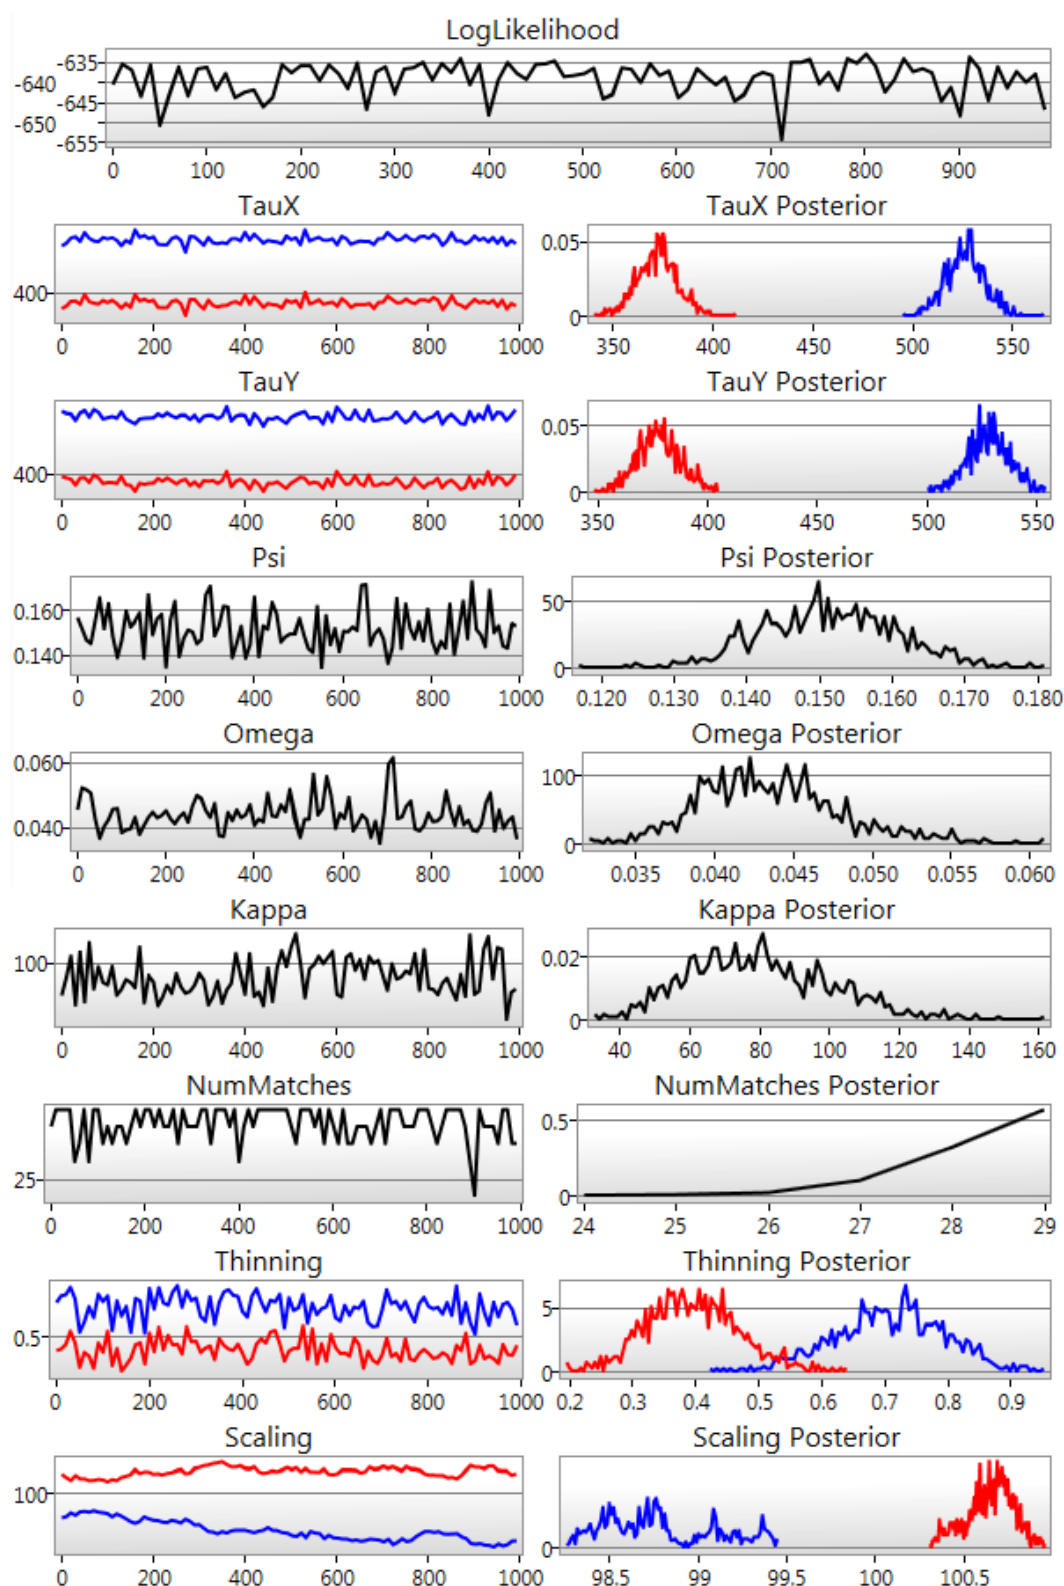 LogLikelihood
-635
-640
-645
-650
-655
0 100 200 300 400 500 600 700 800 900
TauX TauX Posterior
400 0.05 0
0 200 400 600 800 1000 350 400 450 500 550
TauY TauY Posterior
400 0.05 0
0 200 400 600 800 1000 350 400 450 500 550
Psi Psi Posterior
0.160 0.140 50 0
0 200 400 600 800 1000 0.120 0.130 0.140 0.150 0.160 0.170 0.180
Omega Omega Posterior
0.060 0.040 100 0
0 200 400 600 800 1000 0.035 0.040 0.045 0.050 0.055 0.060
Kappa Kappa Posterior
100 0.02 0
0 200 400 600 800 1000 40 60 80 100 120 140 160
NumMatches NumMatches Posterior
25 0.5 0
0 200 400 600 800 1000 24 25 26 27 28 29
Thinning Thinning Posterior
0.5 5 0
0 200 400 600 800 1000 0.2 0.3 0.4 0.5 0.6 0.7 0.8 0.9
Scaling Scaling Posterior
100 0
0 200 400 600 800 1000 98.5 99 99.5 100 100.5